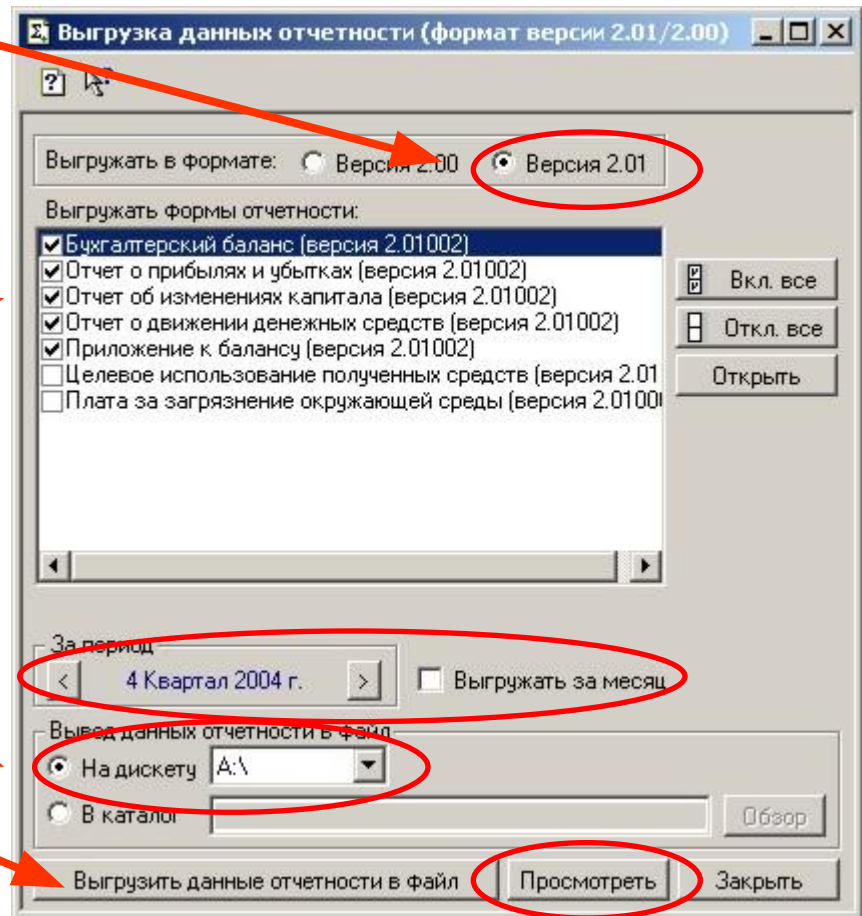 Выгрузка данных отчетности (формат версии 2.01/2.00)
Выгружать в формате: Версия 2.00 Версия 2.01
Выгружать формы отчетности:
Бухгалтерский баланс (версия 2.01002)
Отчет о прибылях и убытках (версия 2.01002)
Отчет об изменениях капитала (версия 2.01002)
Отчет о движении денежных средств (версия 2.01002)
Приложение к балансу (версия 2.01002)
Целевое использование полученных средств (версия 2.01
Плата за загрязнение окружающей среды (версия 2.0100
Вкл. все
Откл. все
Открыть
За период
< 4 Квартал 2004 г. > Выгружать за месяц
Вывод данных отчетности в файл
На дискету A:\
В каталог Обзор
Выгрузить данные отчетности в файл Просмотреть Закрыть